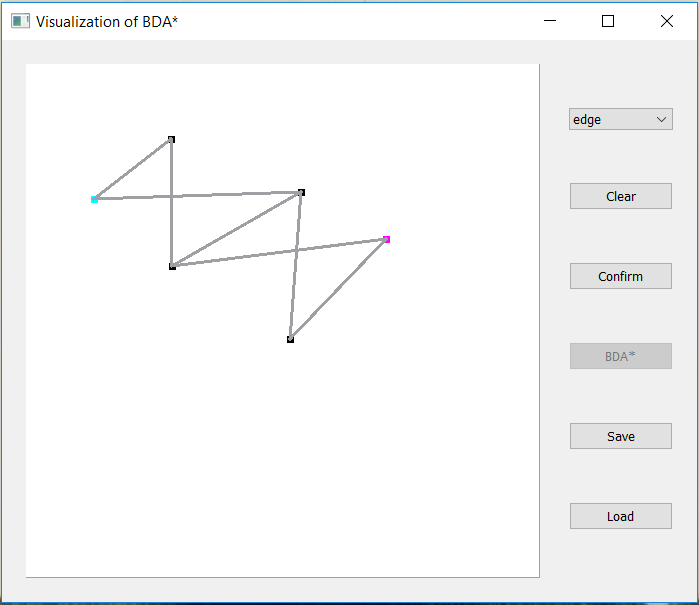 Visualization of BDA*
edge
Clear
Confirm
BDA*
Save
Load